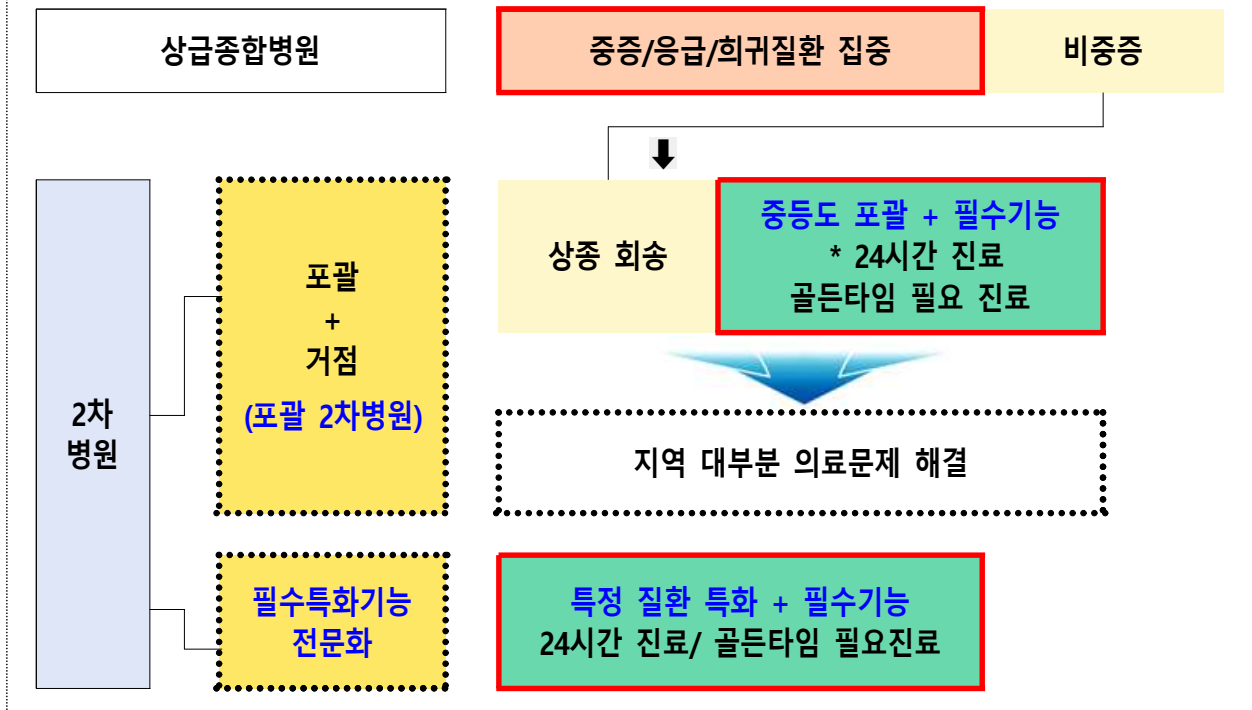 상급종합병원
중증/응급/희귀질환 집중
비중증
2차
병원
포괄
+
거점
(포괄 2차병원)
상종 회송
중등도 포괄 + 필수기능
* 24시간 진료
골든타임 필요 진료
지역 대부분 의료문제 해결
필수특화기능
전문화
특정 질환 특화 + 필수기능
24시간 진료/ 골든타임 필요진료